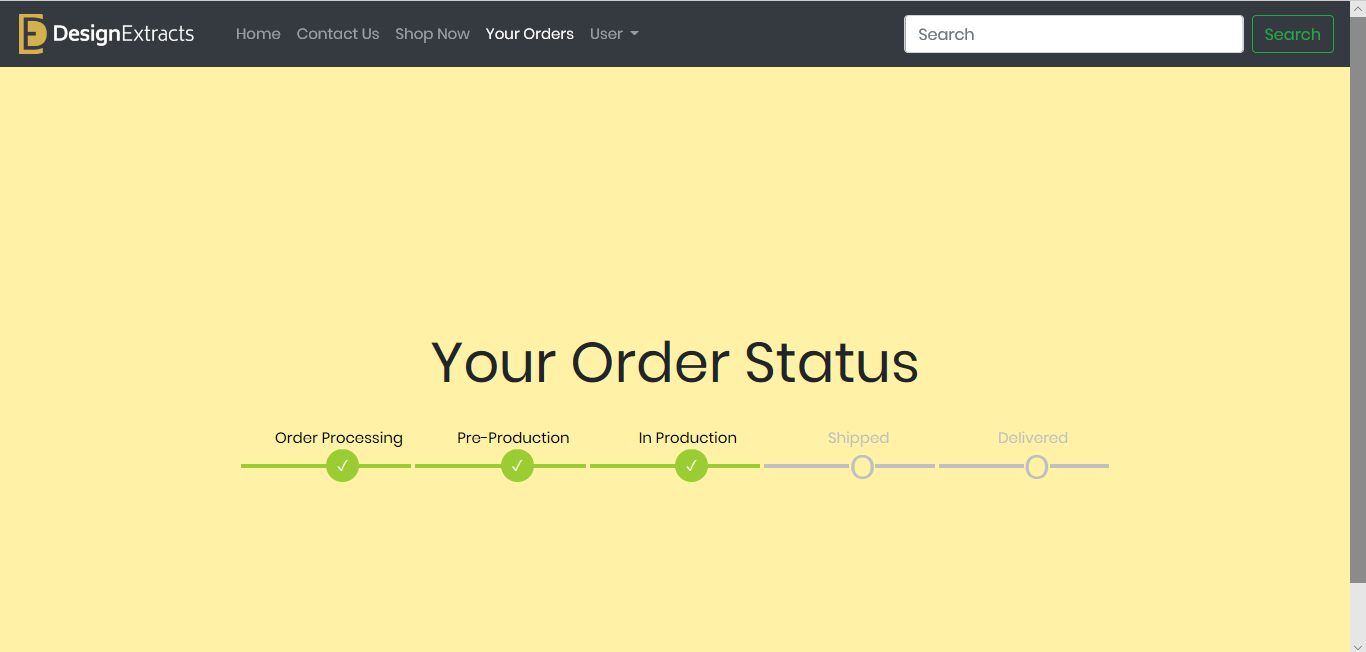 DesignExtracts
Home Contact Us Shop Now Your Orders User
Search
Search
Your Order Status
Order Processing Pre-Production In Production Shipped Delivered